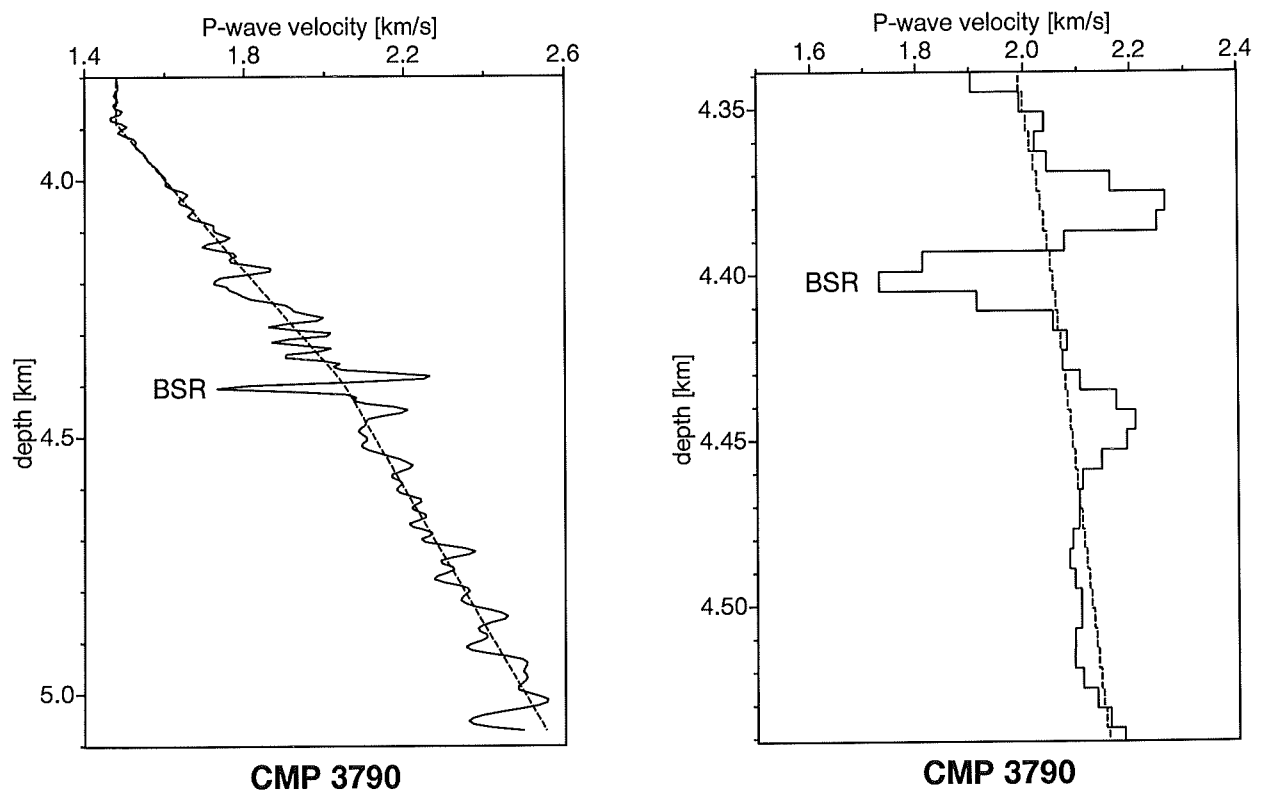 P-wave velocity [km/s]
1.4 1.8 2.2 2.6
4.0
BSR
depth [km]
4.5
5.0
CMP 3790
P-wave velocity [km/s]
1.6 1.8 2.0 2.2 2.4
4.35
4.40
BSR
depth [km]
4.45
4.50
CMP 3790